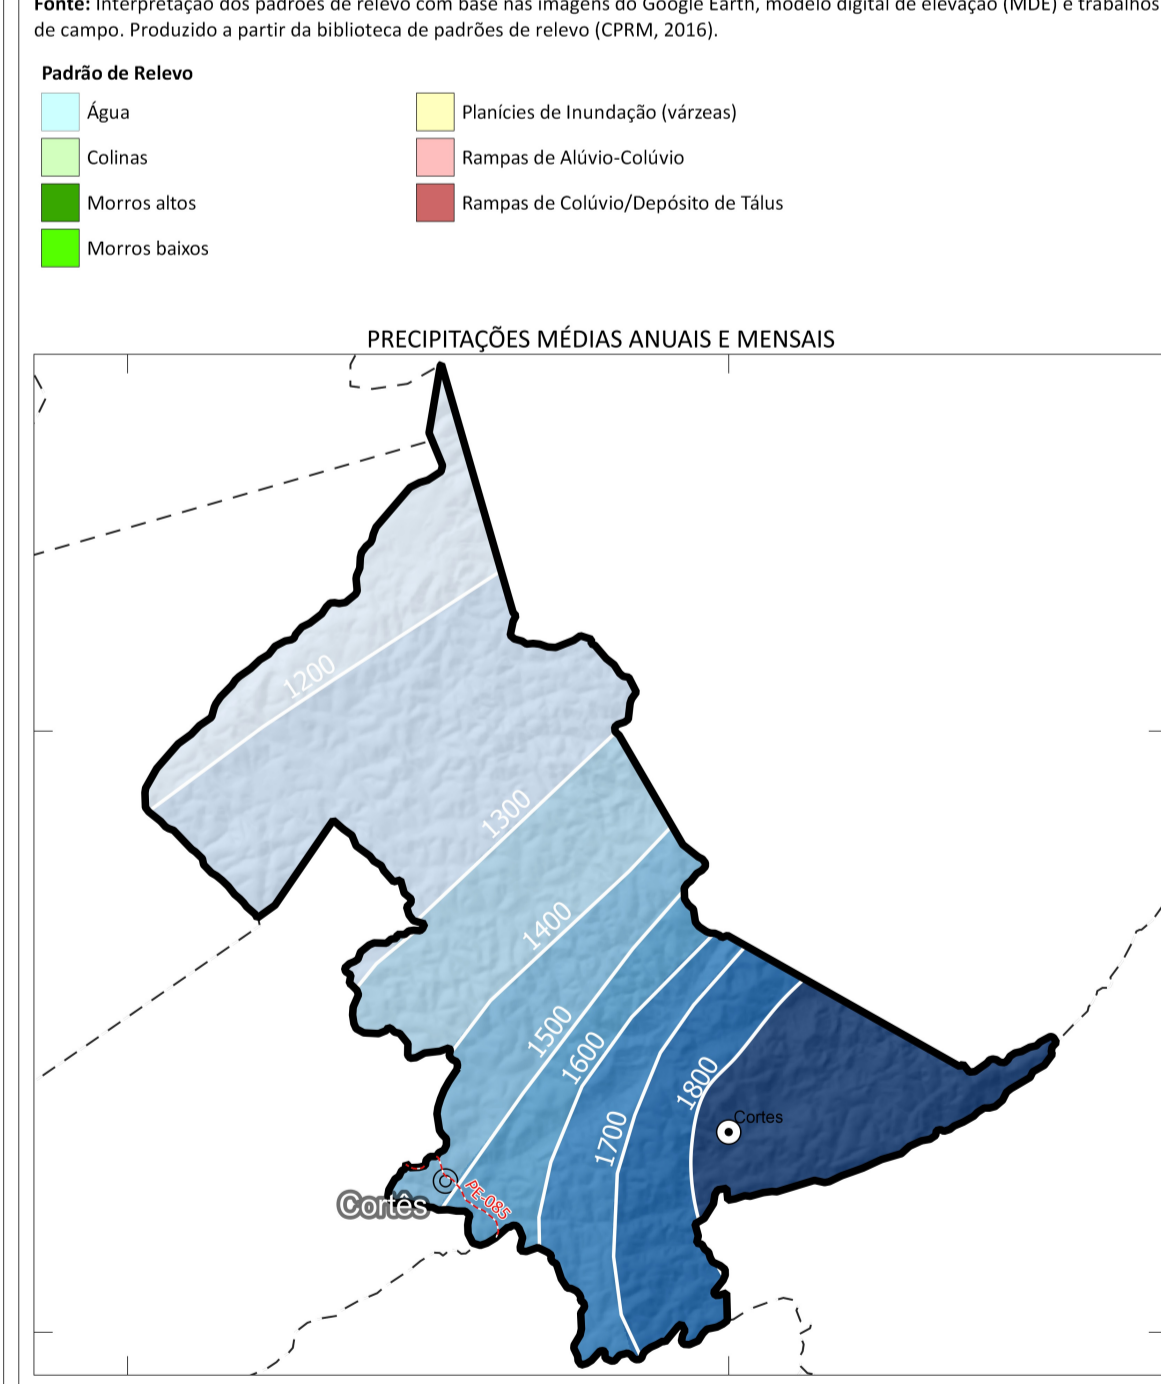 Fonte: Interpretação dos padrões de relevo com base nas imagens do Google Earth, modelo digital de elevação (MDE) e trabalhos
de campo. Produzido a partir da biblioteca de padrões de relevo (CPRM, 2016).
Padrão de Relevo
Água
Colinas
Morros altos
Morros baixos
Planícies de Inundação (várzeas)
Rampas de Alúvio-Colúvio
Rampas de Colúvio/Depósito de Tálus
PRECIPITAÇÕES MÉDIAS ANUAIS E MENSAIS
1200
1300
1400
1500
1600
1700
1800
Cortes
Cortês
PE-085